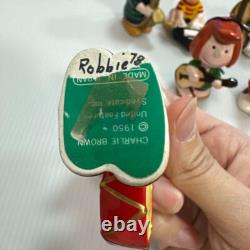 Robbie 78
MADE IN JAPAN
Syndicate, Inc.
United Feature
© 1950
CHARLIE BROWN